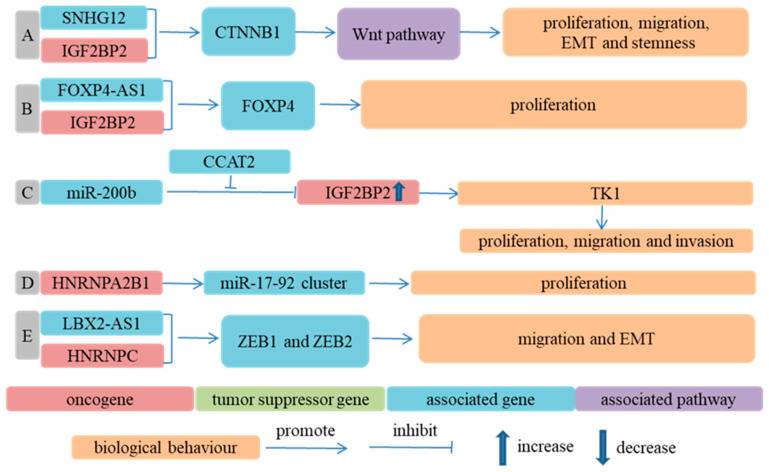 A
SNHG12
IGF2BP2
CTNNB1
Wnt pathway
proliferation, migration,
EMT and stemness
B
FOXP4-AS1
IGF2BP2
FOXP4
proliferation
CCAT2
C
miR-200b
IGF2BP2
TK1
proliferation, migration and invasion
D
HNRNPA2B1
miR-17-92 cluster
proliferation
E
LBX2-AS1
HNRNPC
ZEB1 and ZEB2
migration and EMT
oncogene
tumor suppressor gene
associated gene
associated pathway
biological behaviour
promote
inhibit
increase
decrease